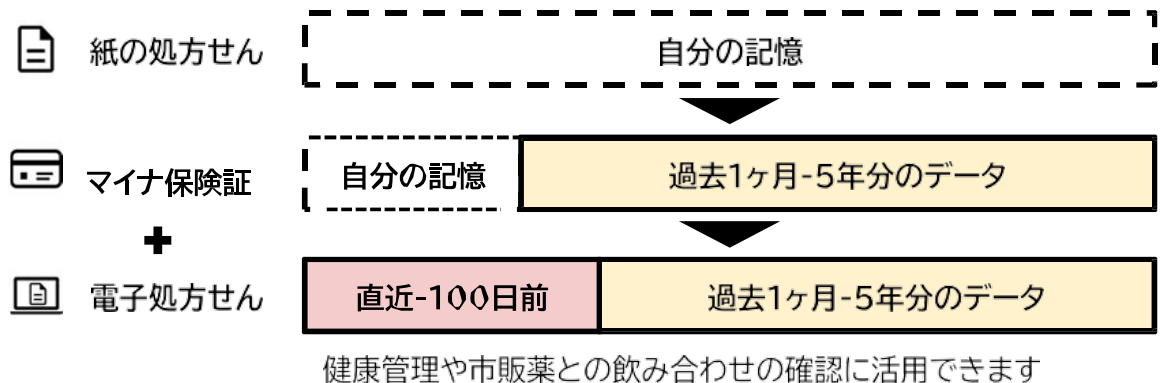 紙の処方せん
自分の記憶
マイナ保険証
自分の記憶
過去1ヶ月-5年分のデータ
+
電子処方せん
直近-100日前
過去1ヶ月-5年分のデータ
健康管理や市販薬との飲み合わせの確認に活用できます